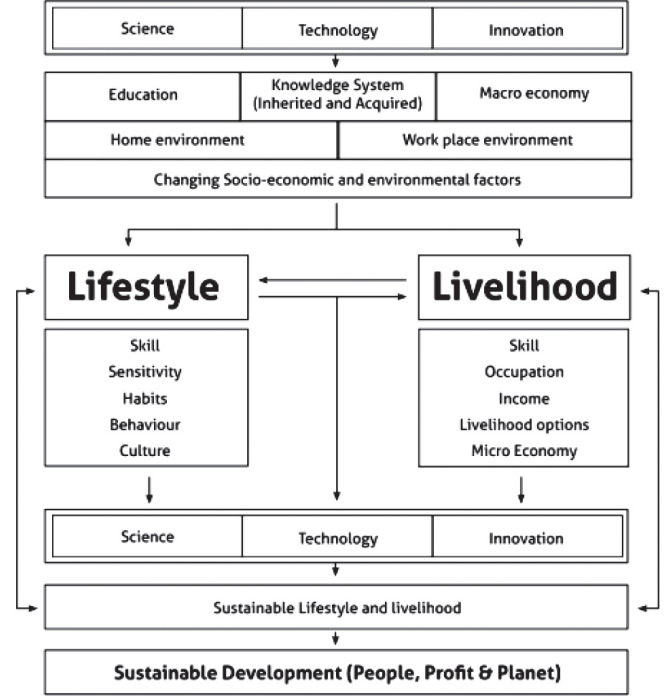 Science
Technology
Innovation
Education
Knowledge System
(Inherited and Acquired)
Macro economy
Home environment
Work place environment
Changing Socio-economic and environmental factors
Lifestyle
Livelihood
Skill
Sensitivity
Habits
Behaviour
Culture
Skill
Occupation
Income
Livelihood options
Micro Economy
Science
Technology
Innovation
Sustainable Lifestyle and livelihood
Sustainable Development (People, Profit & Planet)